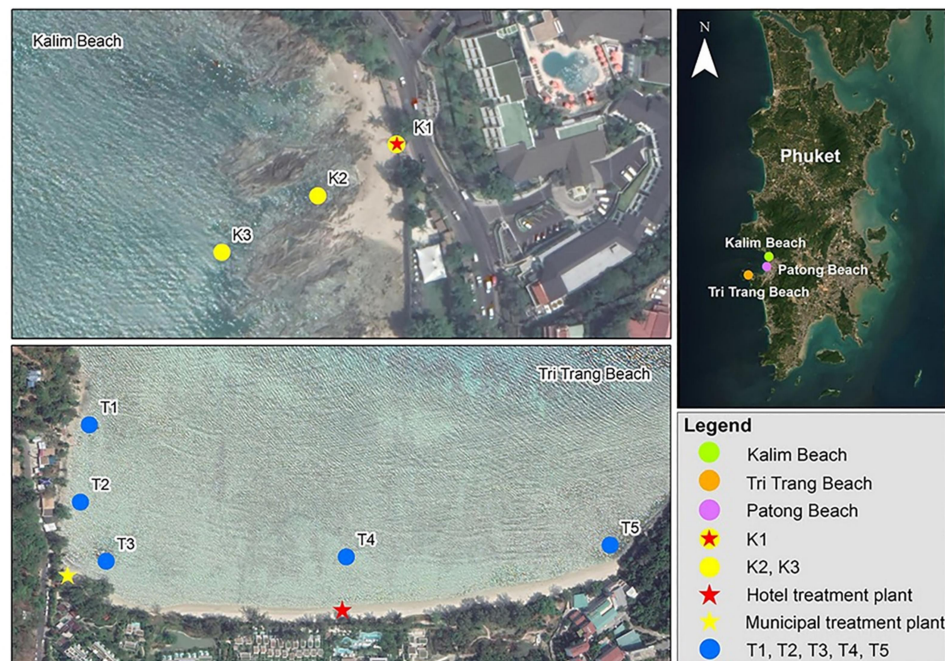 Kalim Beach
K1
K2
K3
Tri Trang Beach
T1
T2
T3
T4
T5
N
Phuket
Kalim Beach
Patong Beach
Tri Trang Beach
Legend
Kalim Beach
Tri Trang Beach
Patong Beach
K1
K2, K3
Hotel treatment plant
Municipal treatment plant
T1, T2, T3, T4, T5